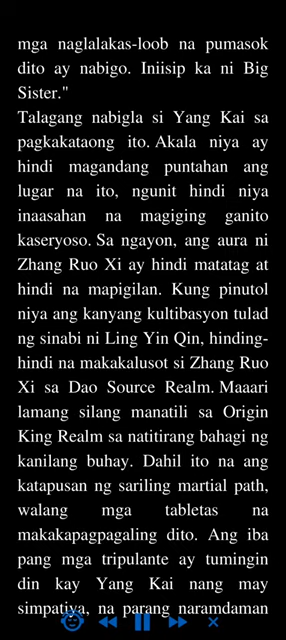 mga naglalakas-loob na pumasok
dito ay nabigo. Iniisip ka ni Big
Sister."
Talagang nabigla si Yang Kai sa
pagkakataong ito. Akala niya ay
hindi magandang puntahan ang
lugar na ito, ngunit hindi niya
inaasahan na magiging ganito
kaseryoso. Sa ngayon, ang aura ni
Zhang Ruo Xi ay hindi matatag at
hindi na mapigilan. Kung pinutol
niya ang kanyang kultibasyon tulad
ng sinabi ni Ling Yin Qin, hinding-
hindi na makakalusot si Zhang Ruo
Xi sa Dao Source Realm. Maaari
lamang silang manatili sa Origin
King Realm sa natitirang bahagi ng
kanilang buhay. Dahil ito na ang
katapusan ng sariling martial path,
walang mga tabletas na
makakapagpagaling dito. Ang iba
pang mga tripulante ay tumingin
din kay Yang Kai nang may
simpatiya, na parang naramdaman